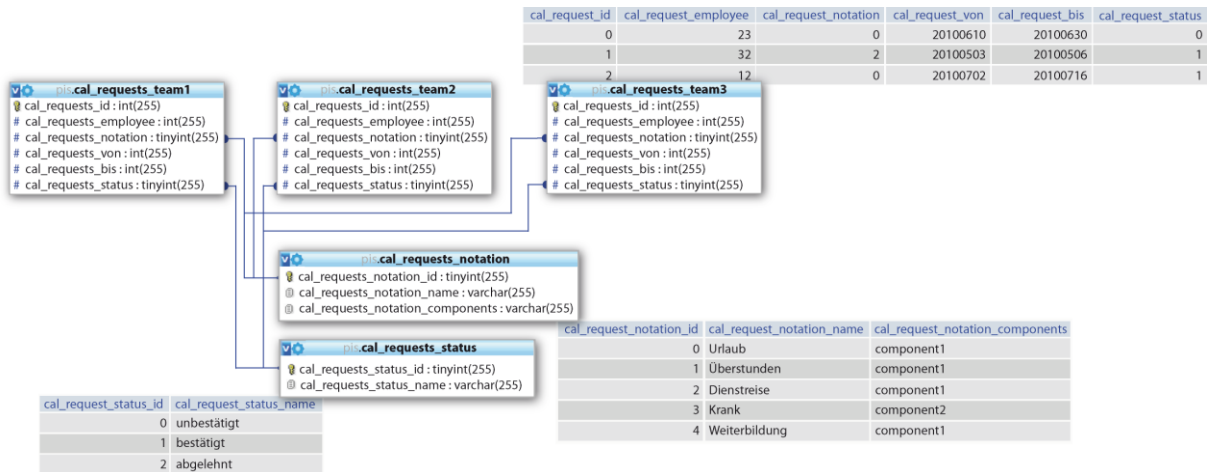 cal_request_id cal_request_employee cal_request_notation cal_request_von cal_request_bis cal_request_status
0 23 0 20100610 20100630 0
1 32 2 20100503 20100506 1
2 12 0 20100702 20100716 1
pis.cal_requests_team1
cal_requests_id : int(255)
# cal_requests_employee : int(255)
# cal_requests_notation : tinyint(255)
# cal_requests_von : int(255)
# cal_requests_bis : int(255)
# cal_requests_status : tinyint(255)
pis.cal_requests_team2
cal_requests_id : int(255)
# cal_requests_employee : int(255)
# cal_requests_notation : tinyint(255)
# cal_requests_von : int(255)
# cal_requests_bis : int(255)
# cal_requests_status : tinyint(255)
pis.cal_requests_team3
cal_requests_id : int(255)
# cal_requests_employee : int(255)
# cal_requests_notation : tinyint(255)
# cal_requests_von : int(255)
# cal_requests_bis : int(255)
# cal_requests_status : tinyint(255)
pis.cal_requests_notation
cal_requests_notation_id : tinyint(255)
cal_requests_notation_name : varchar(255)
cal_requests_notation_components : varchar(255)
cal_request_notation_id cal_request_notation_name cal_request_notation_components
0 Urlaub component1
1 Überstunden component1
2 Dienstreise component1
3 Krank component2
4 Weiterbildung component1
pis.cal_requests_status
cal_requests_status_id : tinyint(255)
cal_requests_status_name : varchar(255)
cal_request_status_id cal_request_status_name
0 unbestätigt
1 bestätigt
2 abgelehnt